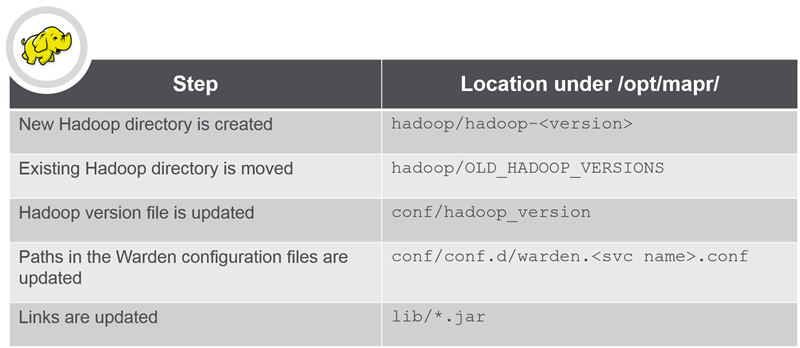 Step
Location under /opt/mapr/
New Hadoop directory is created
hadoop/hadoop-<version>
Existing Hadoop directory is moved
hadoop/OLD_HADOOP_VERSIONS
Hadoop version file is updated
conf/hadoop_version
Paths in the Warden configuration files are
updated
conf/conf.d/warden.<svc name>.conf
Links are updated
lib/*.jar